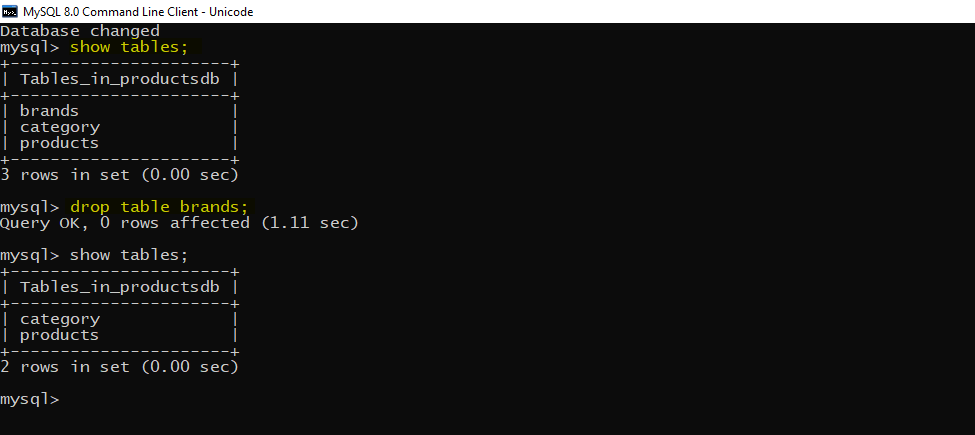 MySQL 8.0 Command Line Client - Unicode
Database changed
mysql> show tables;
+----------------------+
| Tables_in_productsdb |
+----------------------+
| brands               |
| category             |
| products             |
+----------------------+
3 rows in set (0.00 sec)

mysql> drop table brands;
Query OK, 0 rows affected (1.11 sec)

mysql> show tables;
+----------------------+
| Tables_in_productsdb |
+----------------------+
| category             |
| products             |
+----------------------+
2 rows in set (0.00 sec)

mysql>